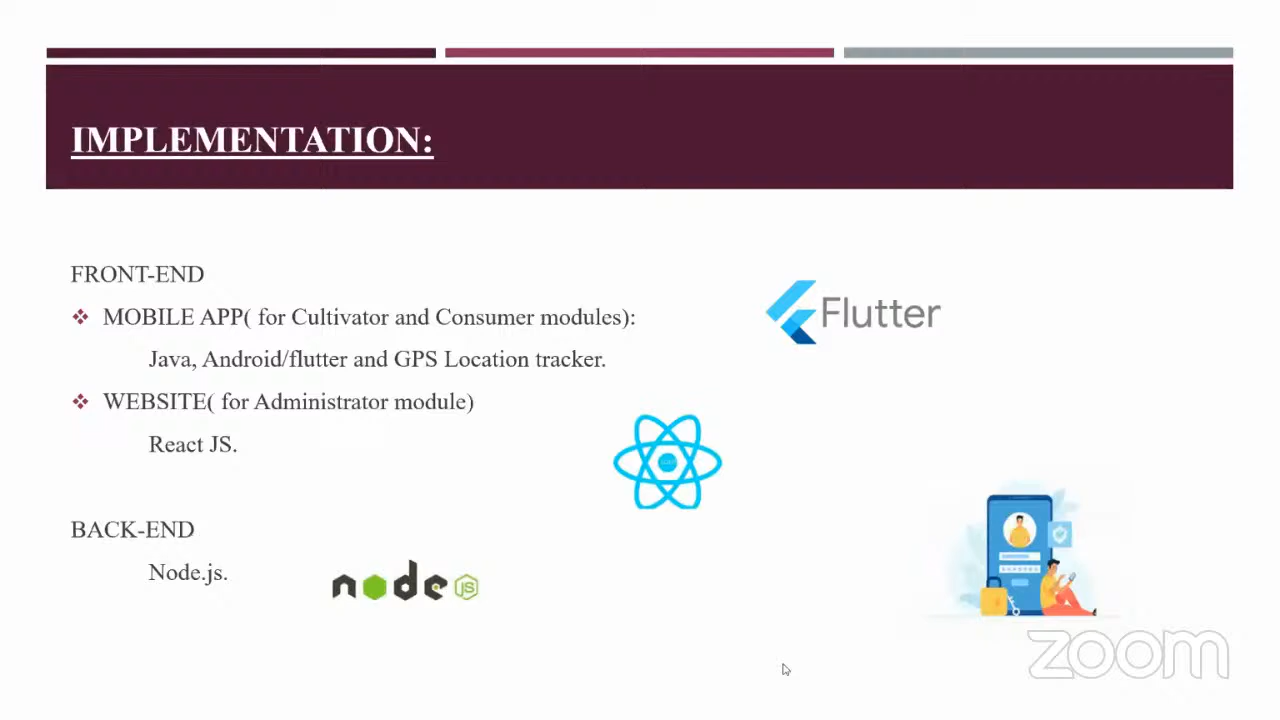 IMPLEMENTATION:
FRONT-END
❖ MOBILE APP( for Cultivator and Consumer modules):
Java, Android/flutter and GPS Location tracker.
Flutter
❖ WEBSITE( for Administrator module)
React JS.
BACK-END
Node.js.
node JS
zoom